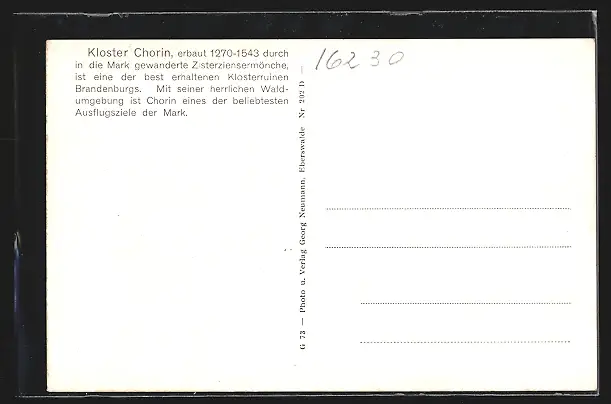 Kloster Chorin, erbaut 1270-1543 durch
in die Mark gewanderte Zisterziensermönche,
ist eine der best erhaltenen Klosterruinen
Brandenburgs. Mit seiner herrlichen Wald-
umgebung ist Chorin eines der beliebtesten
Ausflugsziele der Mark.
G 73 — Photo u. Verlag Georg Neumann, Eberswalde Nr 202 D —
16230